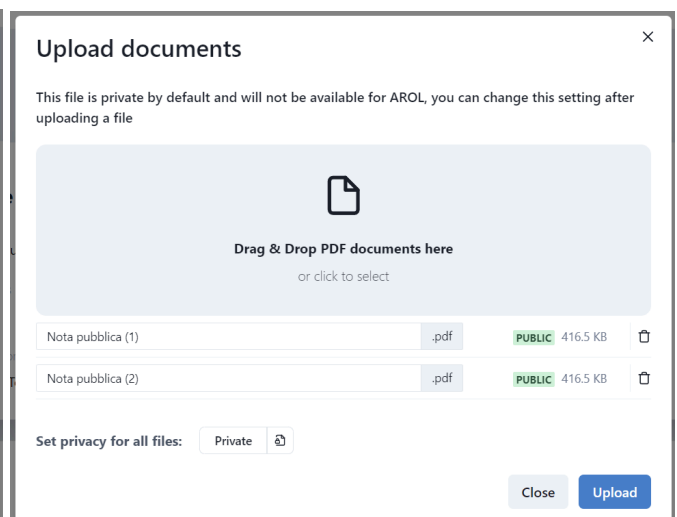 Upload documents
This file is private by default and will not be available for AROL, you can change this setting after
uploading a file
Drag & Drop PDF documents here
or click to select
Nota pubblica (1) .pdf PUBLIC 416.5 KB
Nota pubblica (2) .pdf PUBLIC 416.5 KB
Set privacy for all files: Private
Close Upload